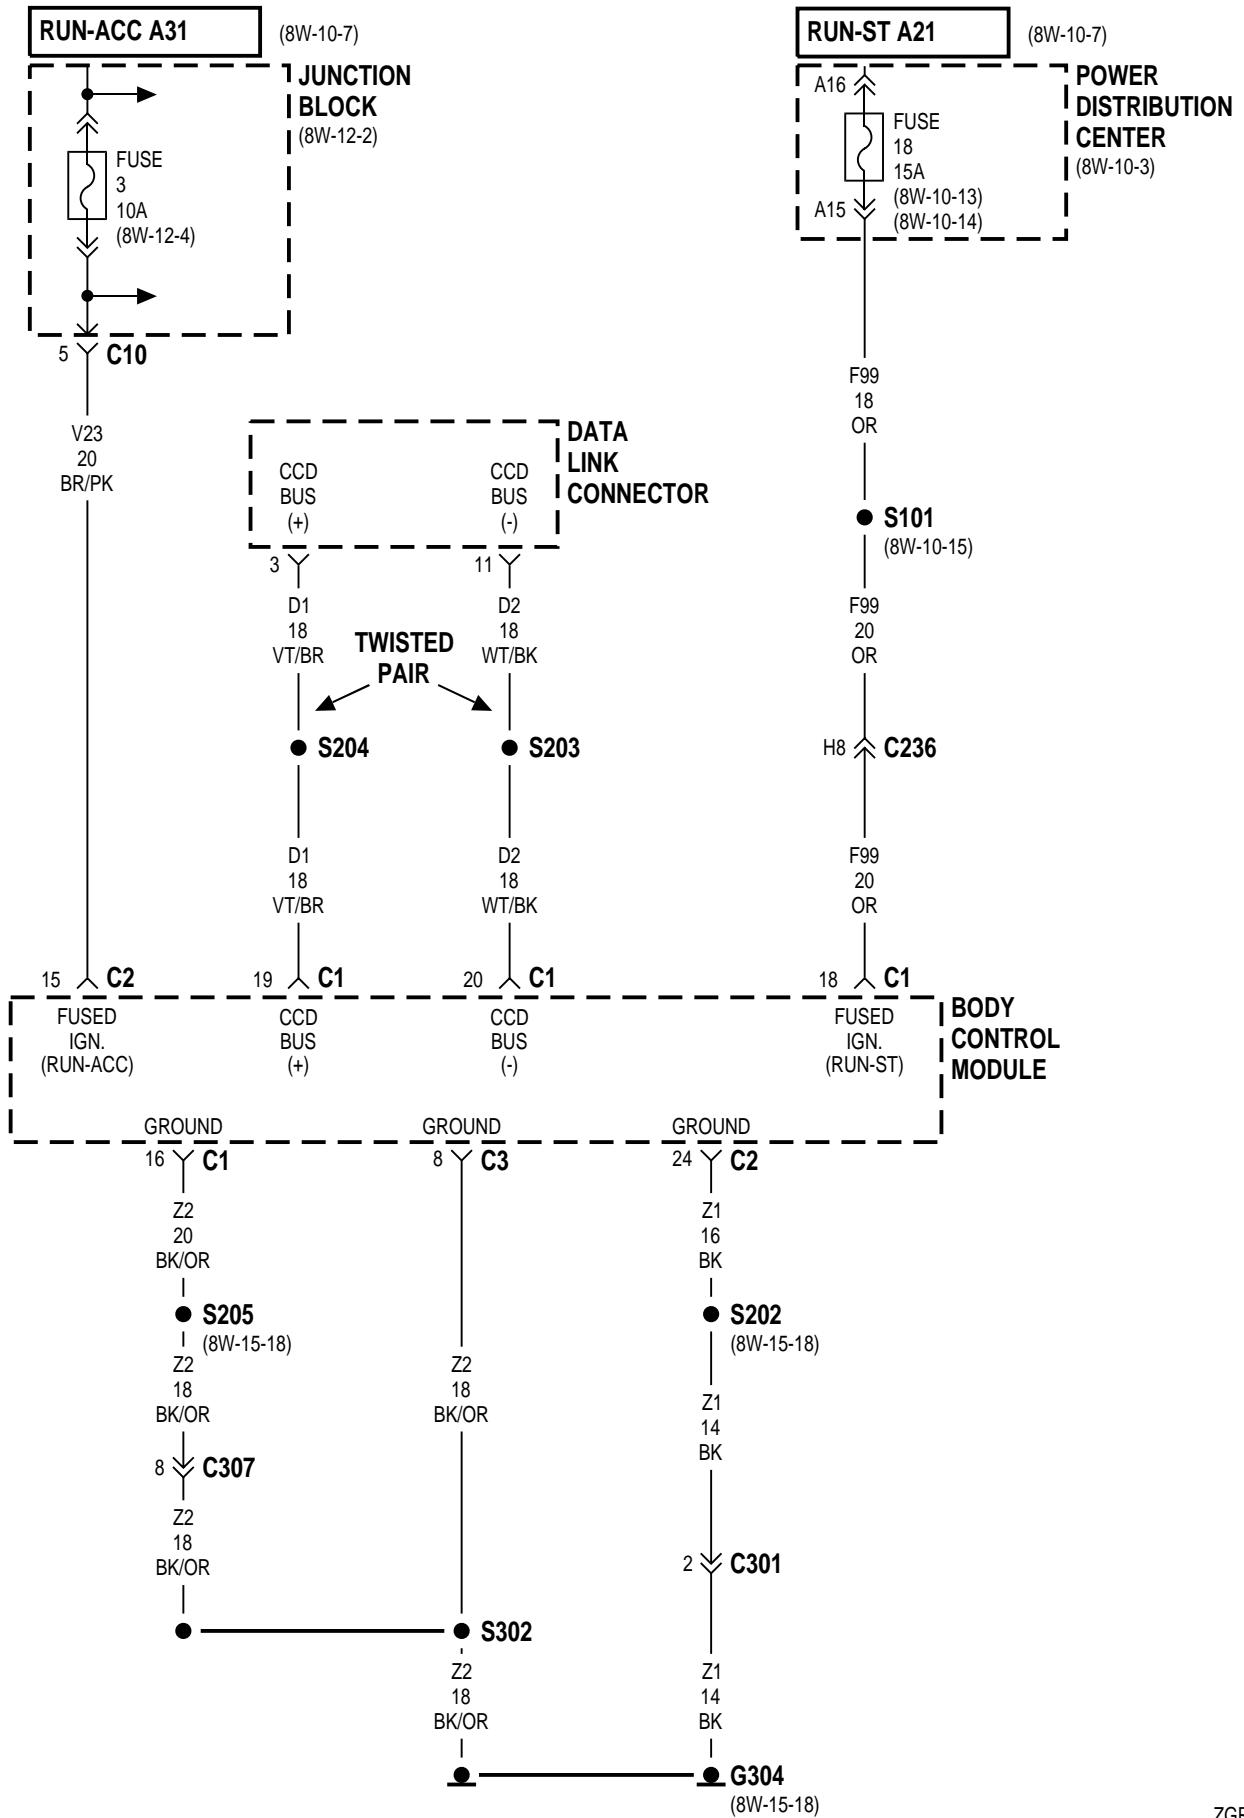 RUN-ACC A31
(8W-10-7)
RUN-ST A21
(8W-10-7)
JUNCTION
BLOCK
(8W-12-2)
FUSE
3
10A
(8W-12-4)
5
C10
A16
FUSE
18
15A
(8W-10-13)
(8W-10-14)
A15
POWER
DISTRIBUTION
CENTER
(8W-10-3)
V23
20
BR/PK
DATA
LINK
CONNECTOR
CCD
BUS
(+)
CCD
BUS
(-)
3
11
F99
18
OR
S101
(8W-10-15)
D1
18
VT/BR
D2
18
WT/BK
TWISTED
PAIR
F99
20
OR
S204
S203
H8
C236
D1
18
VT/BR
D2
18
WT/BK
F99
20
OR
15
C2
19
C1
20
C1
18
C1
FUSED
IGN.
(RUN-ACC)
CCD
BUS
(+)
CCD
BUS
(-)
FUSED
IGN.
(RUN-ST)
BODY
CONTROL
MODULE
GROUND
GROUND
GROUND
16
C1
8
C3
24
C2
Z2
20
BK/OR
Z1
16
BK
S205
(8W-15-18)
S202
(8W-15-18)
Z2
18
BK/OR
Z2
18
BK/OR
Z1
14
BK
8
C307
Z2
18
BK/OR
2
C301
S302
Z2
18
BK/OR
Z1
14
BK
G304
(8W-15-18)